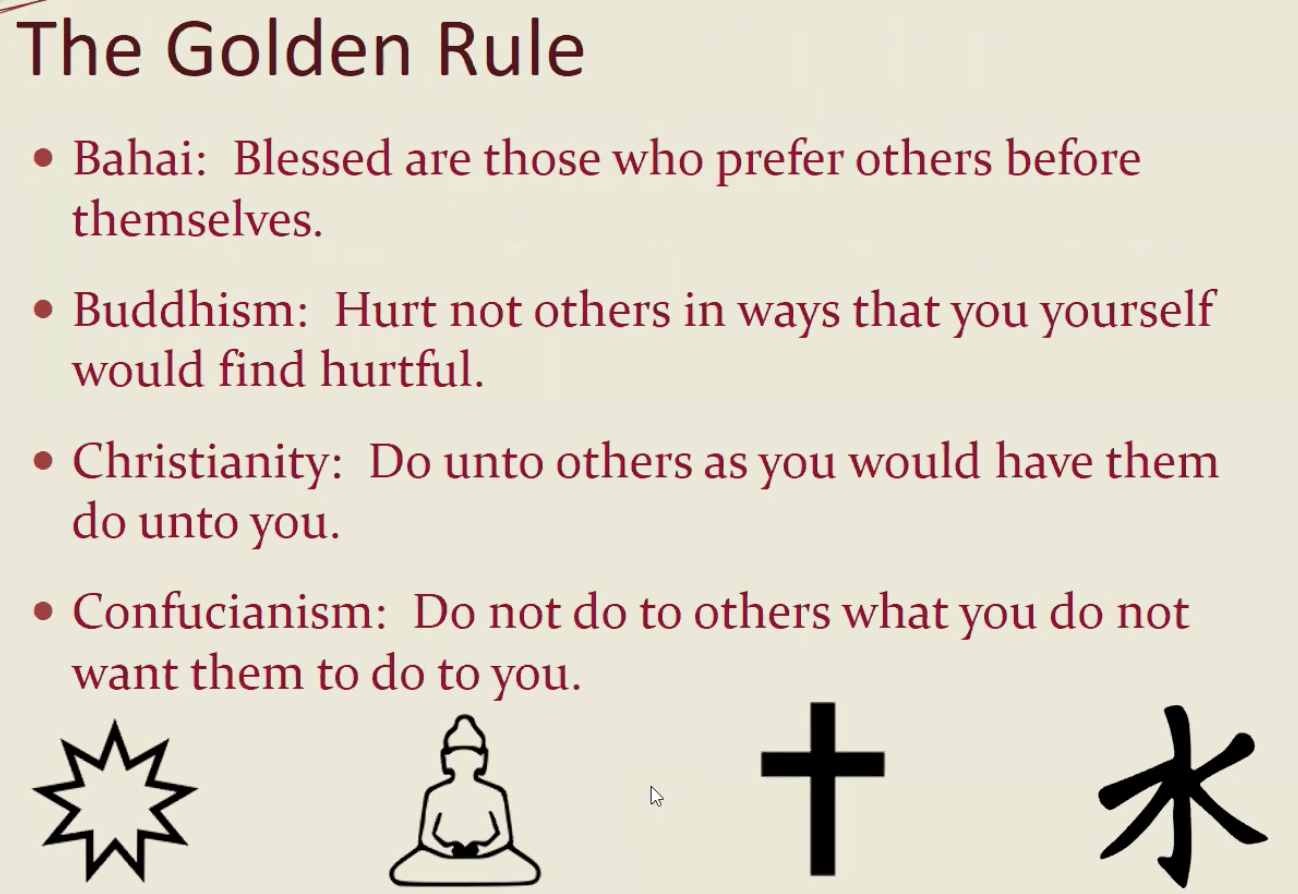 The Golden Rule
• Bahai:  Blessed are those who prefer others before
themselves.
• Buddhism:  Hurt not others in ways that you yourself
would find hurtful.
• Christianity:  Do unto others as you would have them
do unto you.
• Confucianism:  Do not do to others what you do not
want them to do to you.
水